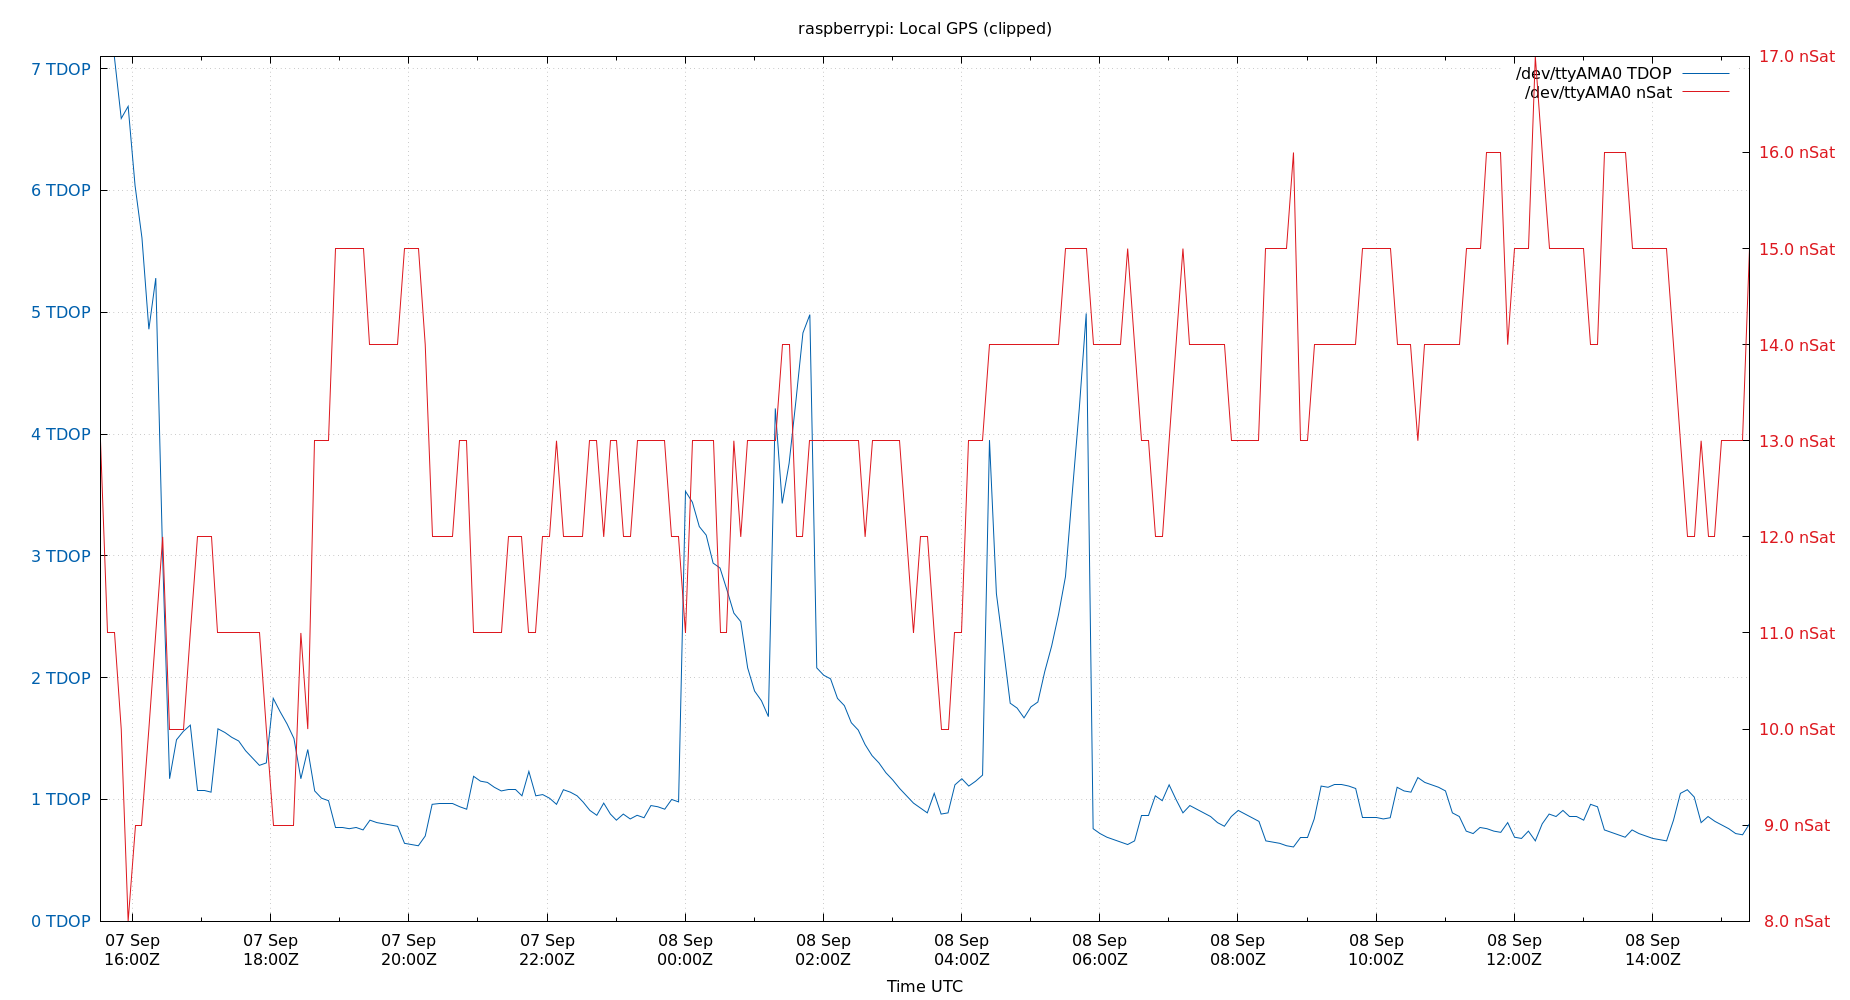 raspberrypi: Local GPS (clipped)
/dev/ttyAMA0 TDOP
/dev/ttyAMA0 nSat
7 TDOP
6 TDOP
5 TDOP
4 TDOP
3 TDOP
2 TDOP
1 TDOP
0 TDOP
17.0 nSat
16.0 nSat
15.0 nSat
14.0 nSat
13.0 nSat
12.0 nSat
11.0 nSat
10.0 nSat
9.0 nSat
8.0 nSat
07 Sep
16:00Z
07 Sep
18:00Z
07 Sep
20:00Z
07 Sep
22:00Z
08 Sep
00:00Z
08 Sep
02:00Z
08 Sep
04:00Z
08 Sep
06:00Z
08 Sep
08:00Z
08 Sep
10:00Z
08 Sep
12:00Z
08 Sep
14:00Z
Time UTC